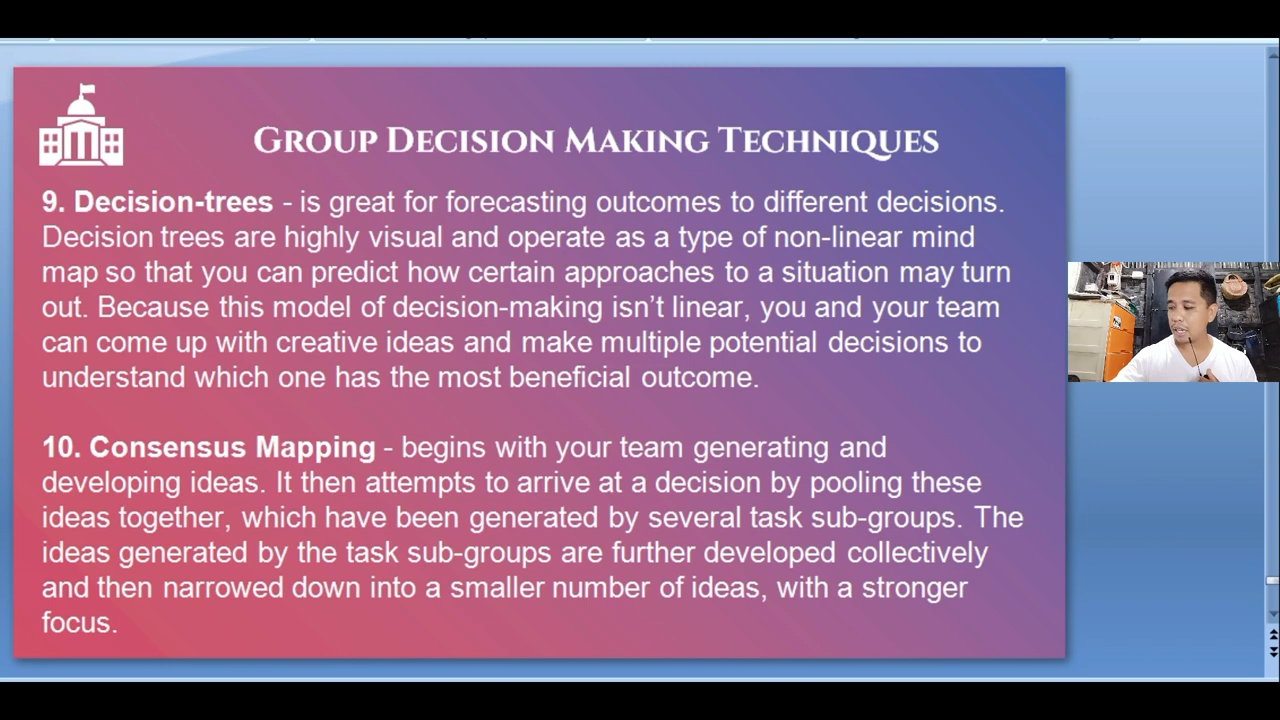 GROUP DECISION MAKING TECHNIQUES
9. Decision-trees - is great for forecasting outcomes to different decisions.
Decision trees are highly visual and operate as a type of non-linear mind
map so that you can predict how certain approaches to a situation may turn
out. Because this model of decision-making isn’t linear, you and your team
can come up with creative ideas and make multiple potential decisions to
understand which one has the most beneficial outcome.
10. Consensus Mapping - begins with your team generating and
developing ideas. It then attempts to arrive at a decision by pooling these
ideas together, which have been generated by several task sub-groups. The
ideas generated by the task sub-groups are further developed collectively
and then narrowed down into a smaller number of ideas, with a stronger
focus.